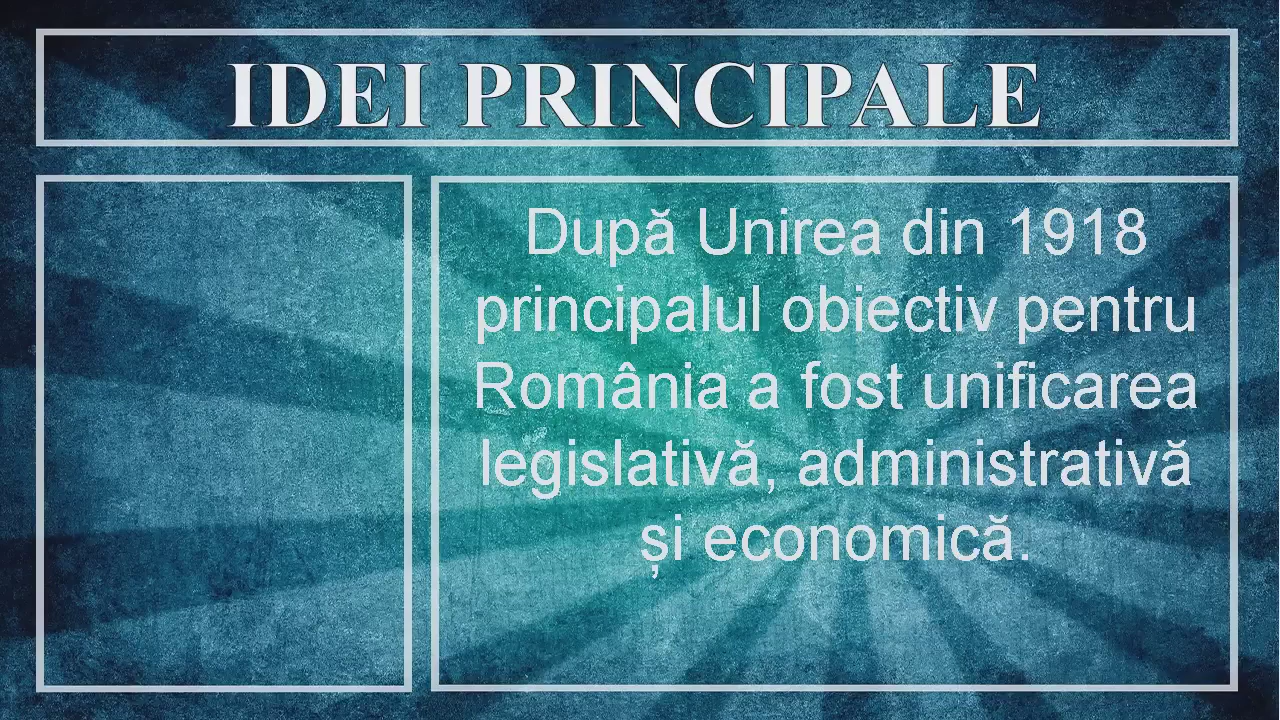 IDEI PRINCIPALE
După Unirea din 1918
principalul obiectiv pentru
România a fost unificarea
legislativă, administrativă
și economică.